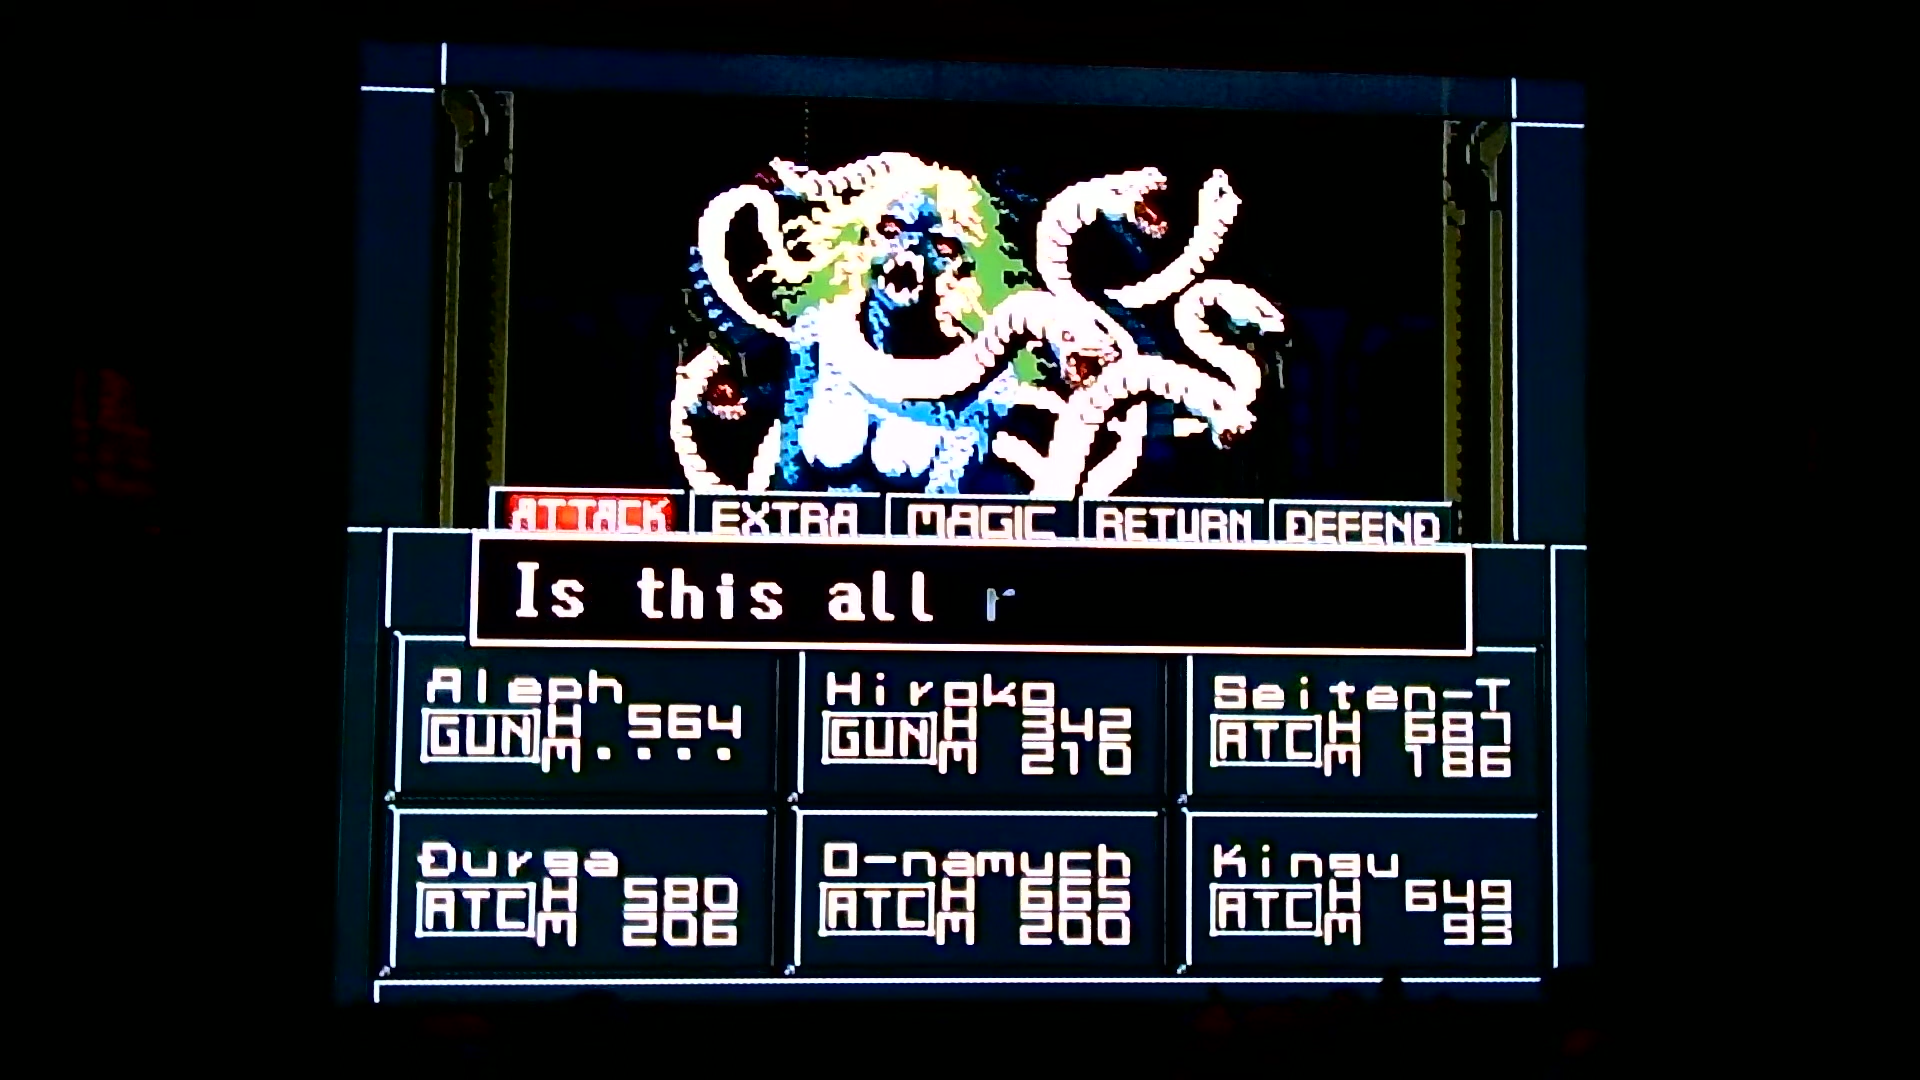 ATTACK EXTRA MAGIC RETURN DEFEND
Is this all r
Aleph
GUN H 564
M....
Hiroko
GUN H 342
M 210
Seiten-T
ATC H 687
M 186
Durga
ATC H 580
M 206
O-namuch
ATC H 665
M 200
Kingu
ATC H 649
M 93